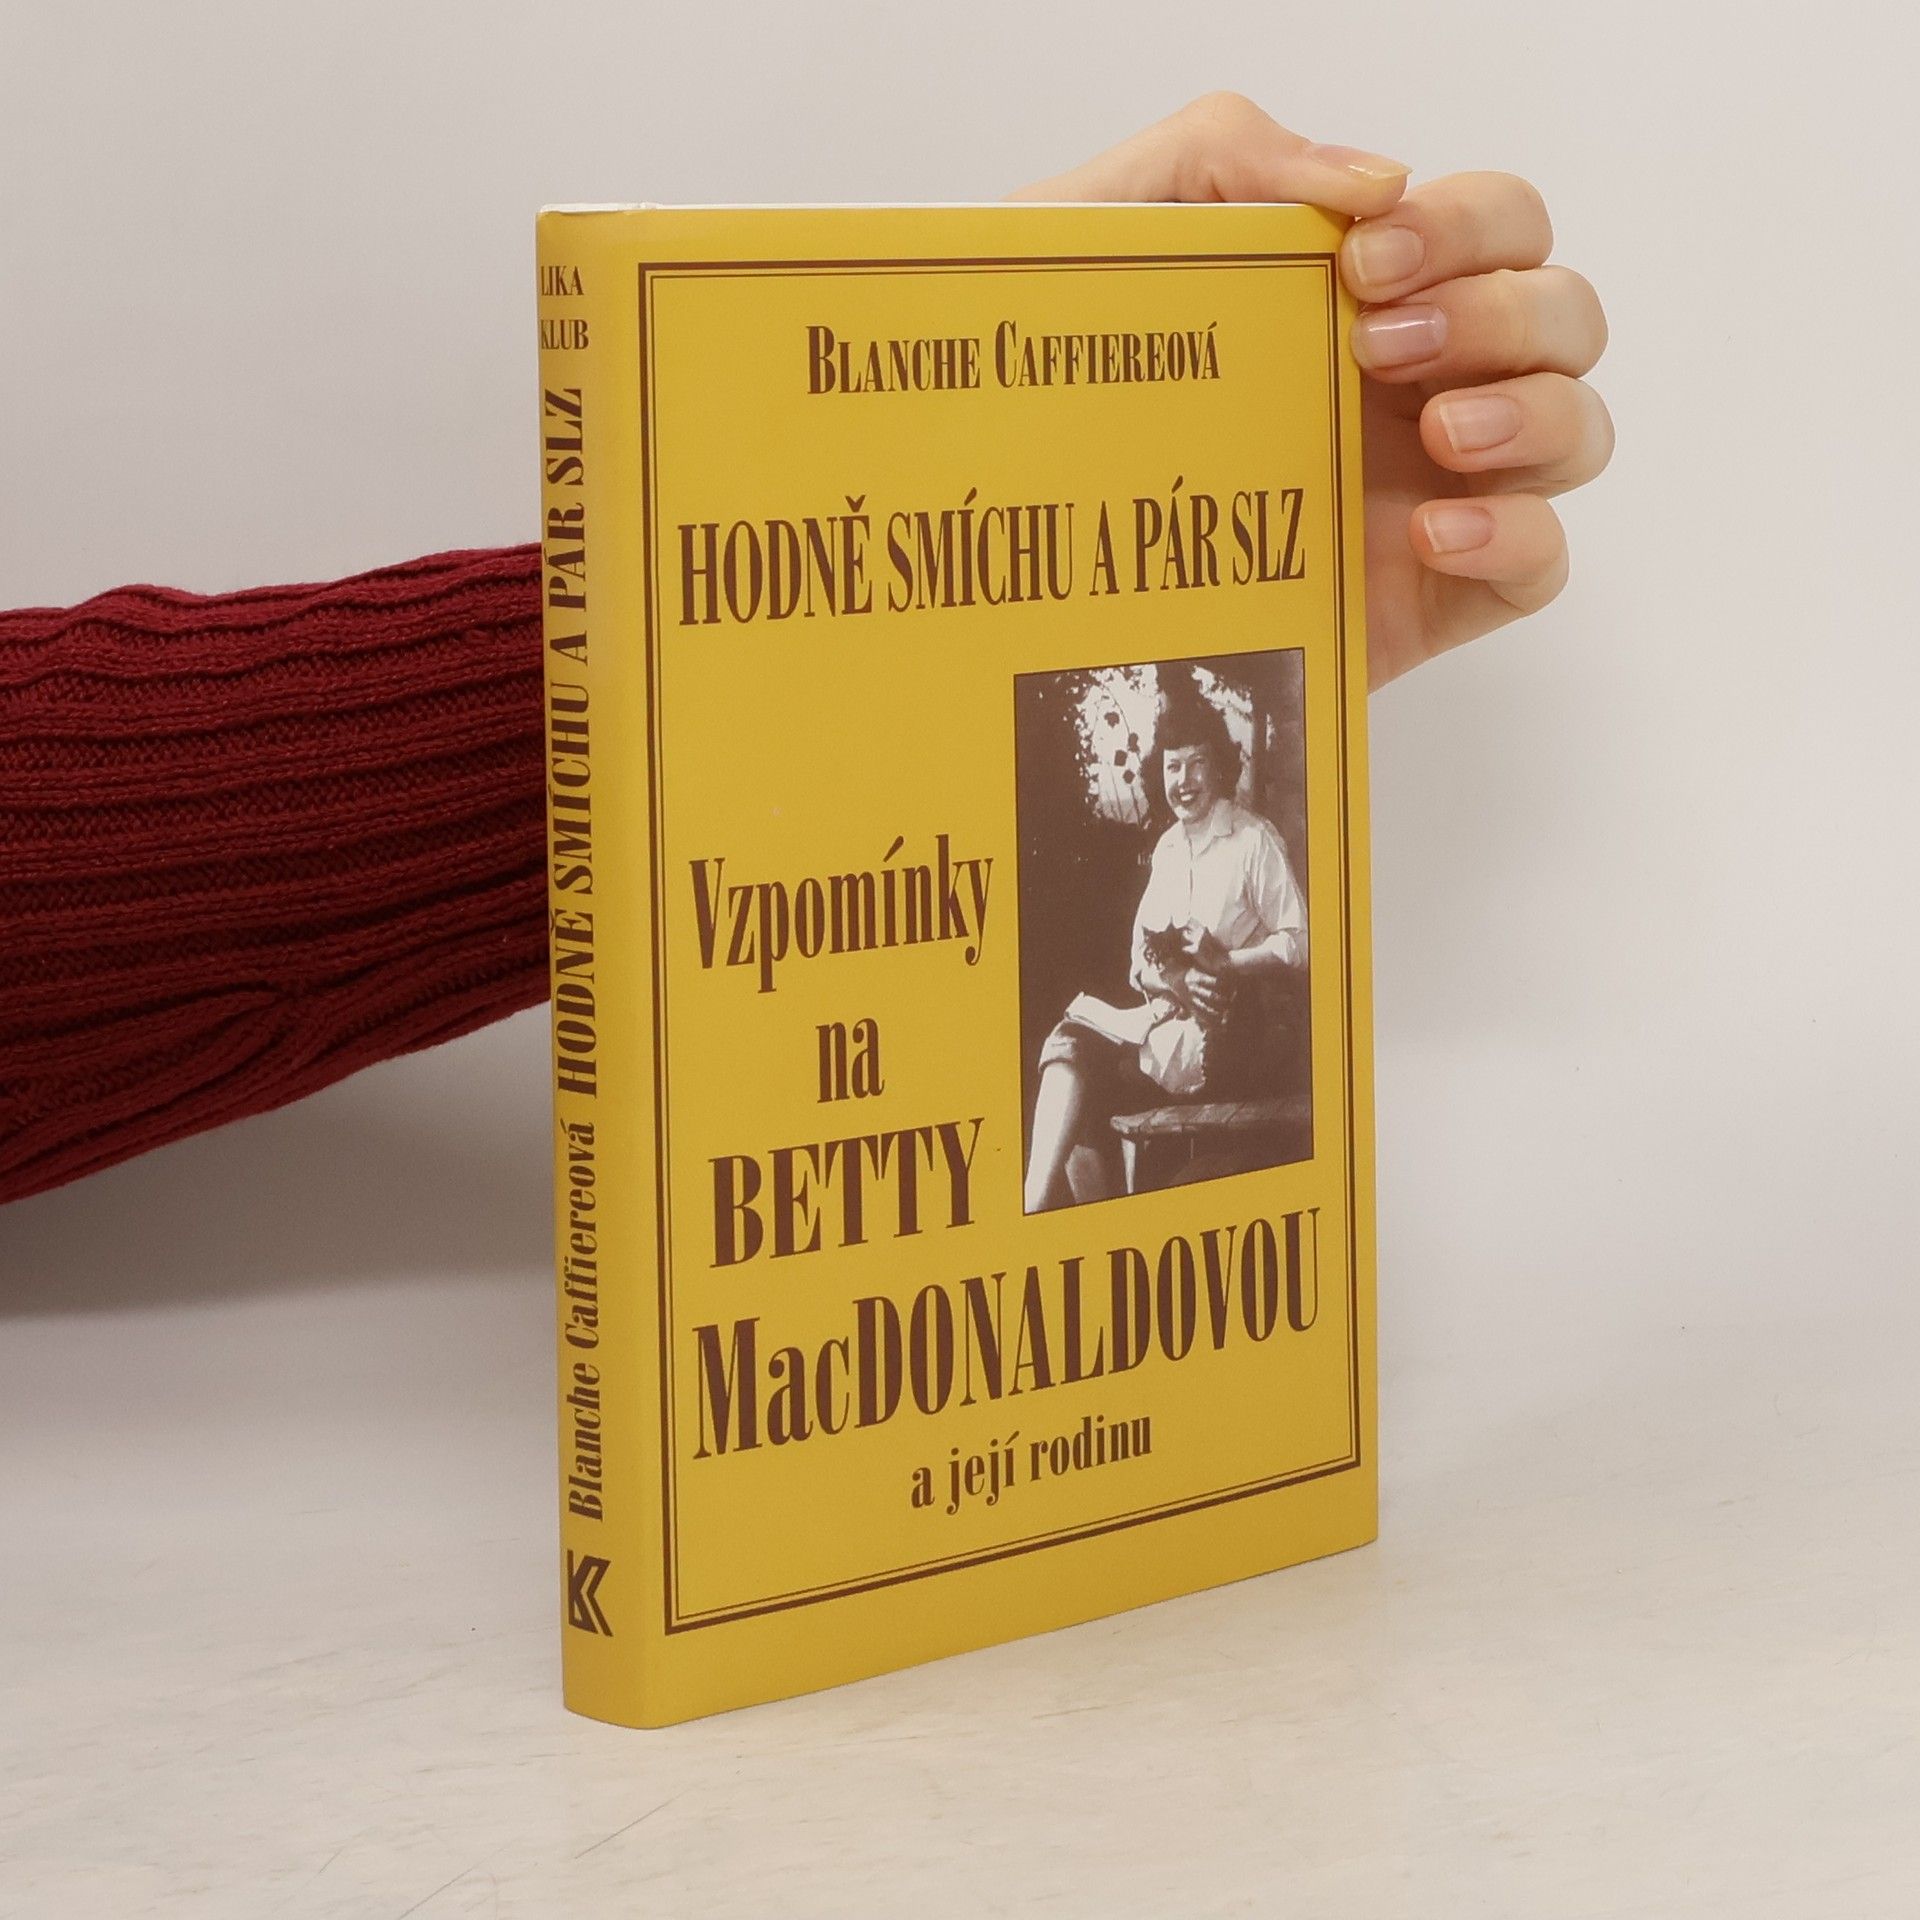 LIKA
KLUB
Blanche Caffiereová HODNĚ SMÍCHU A PÁR SLZ
BLANCHE CAFFIEREOVÁ
HODNĚ SMÍCHU A PÁR SLZ
Vzpomínky
na
BETTY
MacDONALDOVOU
a její rodinu